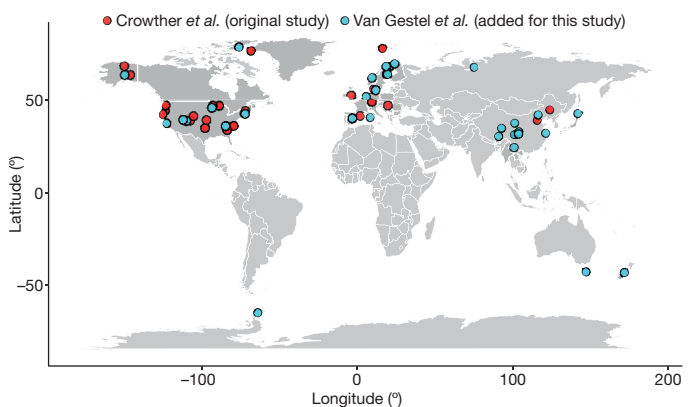 Crowther et al. (original study) Van Gestel et al. (added for this study)
50
0
−50
Latitude (º)
−100 0 100 200
Longitude (º)